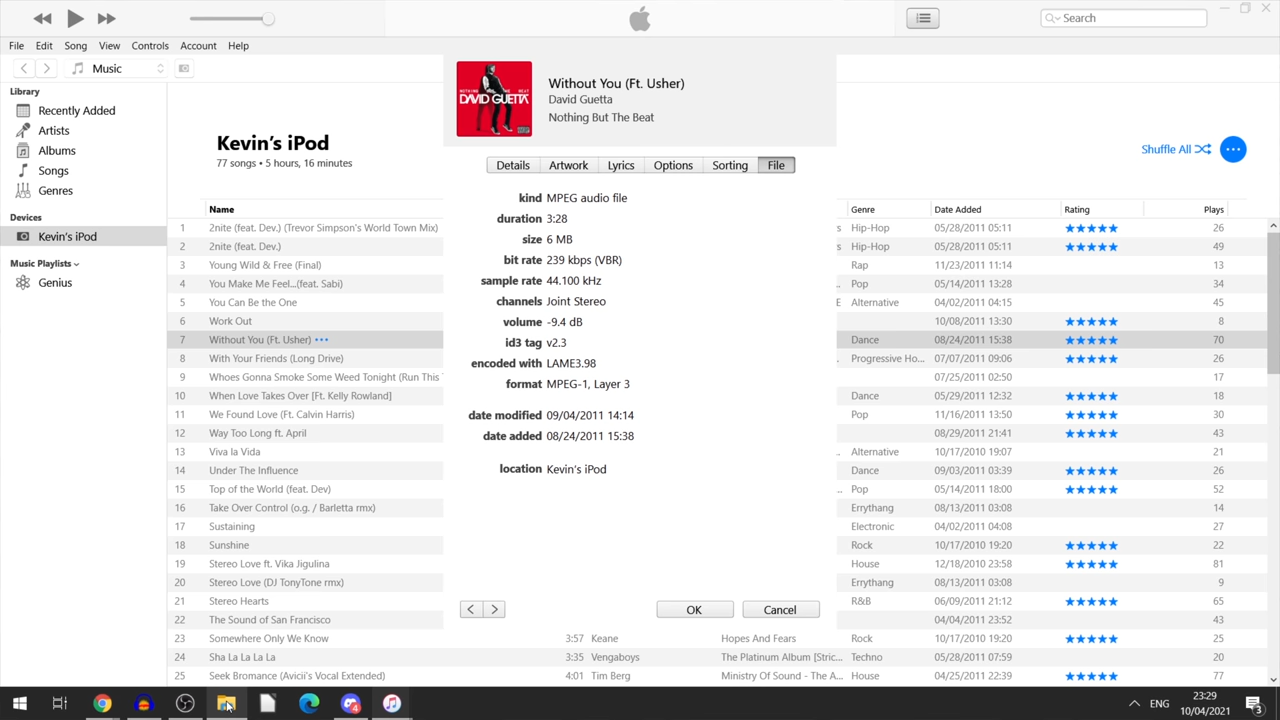 Search
File Edit Song View Controls Account Help
Music
Library
Recently Added
Artists
Albums
Songs
Genres
Devices
Kevin's iPod
Music Playlists
Genius
Kevin's iPod
77 songs • 5 hours, 16 minutes
Shuffle All
DAVID GUETTA
Without You (Ft. Usher)
David Guetta
Nothing But The Beat
Details Artwork Lyrics Options Sorting File
kind MPEG audio file
duration 3:28
size 6 MB
bit rate 239 kbps (VBR)
sample rate 44.100 kHz
channels Joint Stereo
volume -9.4 dB
id3 tag v2.3
encoded with LAME3.98
format MPEG-1, Layer 3
date modified 09/04/2011 14:14
date added 08/24/2011 15:38
location Kevin's iPod
OK Cancel
Name Genre Date Added Rating Plays
1 2nite (feat. Dev.) (Trevor Simpson's World Town Mix) Hip-Hop 05/28/2011 05:11 ★★★★★ 26
2 2nite (feat. Dev.) Hip-Hop 05/28/2011 05:11 ★★★★★ 49
3 Young Wild & Free (Final) Rap 11/23/2011 11:14 13
4 You Make Me Feel...(feat. Sabi) Pop 05/14/2011 13:28 34
5 You Can Be the One Alternative 04/02/2011 04:15 45
6 Work Out 10/08/2011 13:30 ★★★★★ 8
7 Without You (Ft. Usher) ••• Dance 08/24/2011 15:38 ★★★★★ 70
8 With Your Friends (Long Drive) Progressive Ho... 07/07/2011 09:06 ★★★★★ 26
9 Whoes Gonna Smoke Some Weed Tonight (Run This 07/25/2011 02:50 17
10 When Love Takes Over [Ft. Kelly Rowland] Dance 05/29/2011 12:32 ★★★★★ 18
11 We Found Love (Ft. Calvin Harris) Pop 11/16/2011 13:50 ★★★★★ 30
12 Way Too Long ft. April 08/29/2011 21:41 ★★★★★ 43
13 Viva la Vida Alternative 10/17/2010 19:07 21
14 Under The Influence Dance 09/03/2011 03:39 ★★★★★ 26
15 Top of the World (feat. Dev) Pop 05/14/2011 18:00 ★★★★★ 52
16 Take Over Control (o.g. / Barletta rmx) Errythang 08/13/2011 03:08 14
17 Sustaining Electronic 04/02/2011 04:08 27
18 Sunshine Rock 10/17/2010 19:20 ★★★★★ 22
19 Stereo Love ft. Vika Jigulina House 12/18/2010 23:58 ★★★★★ 81
20 Stereo Love (DJ TonyTone rmx) Errythang 08/13/2011 03:08 9
21 Stereo Hearts R&B 06/09/2011 21:12 ★★★★★ 65
22 The Sound of San Francisco 04/04/2011 23:52 43
23 Somewhere Only We Know 3:57 Keane Hopes And Fears Rock 10/17/2010 19:20 ★★★★★ 25
24 Sha La La La La 3:35 Vengaboys The Platinum Album [Stric... Techno 05/28/2011 07:59 20
25 Seek Bromance (Avicii's Vocal Extended) 4:01 Tim Berg Ministry Of Sound - The A... House 04/25/2011 22:39 ★★★★★ 77
4
ENG
23:29
10/04/2021
3